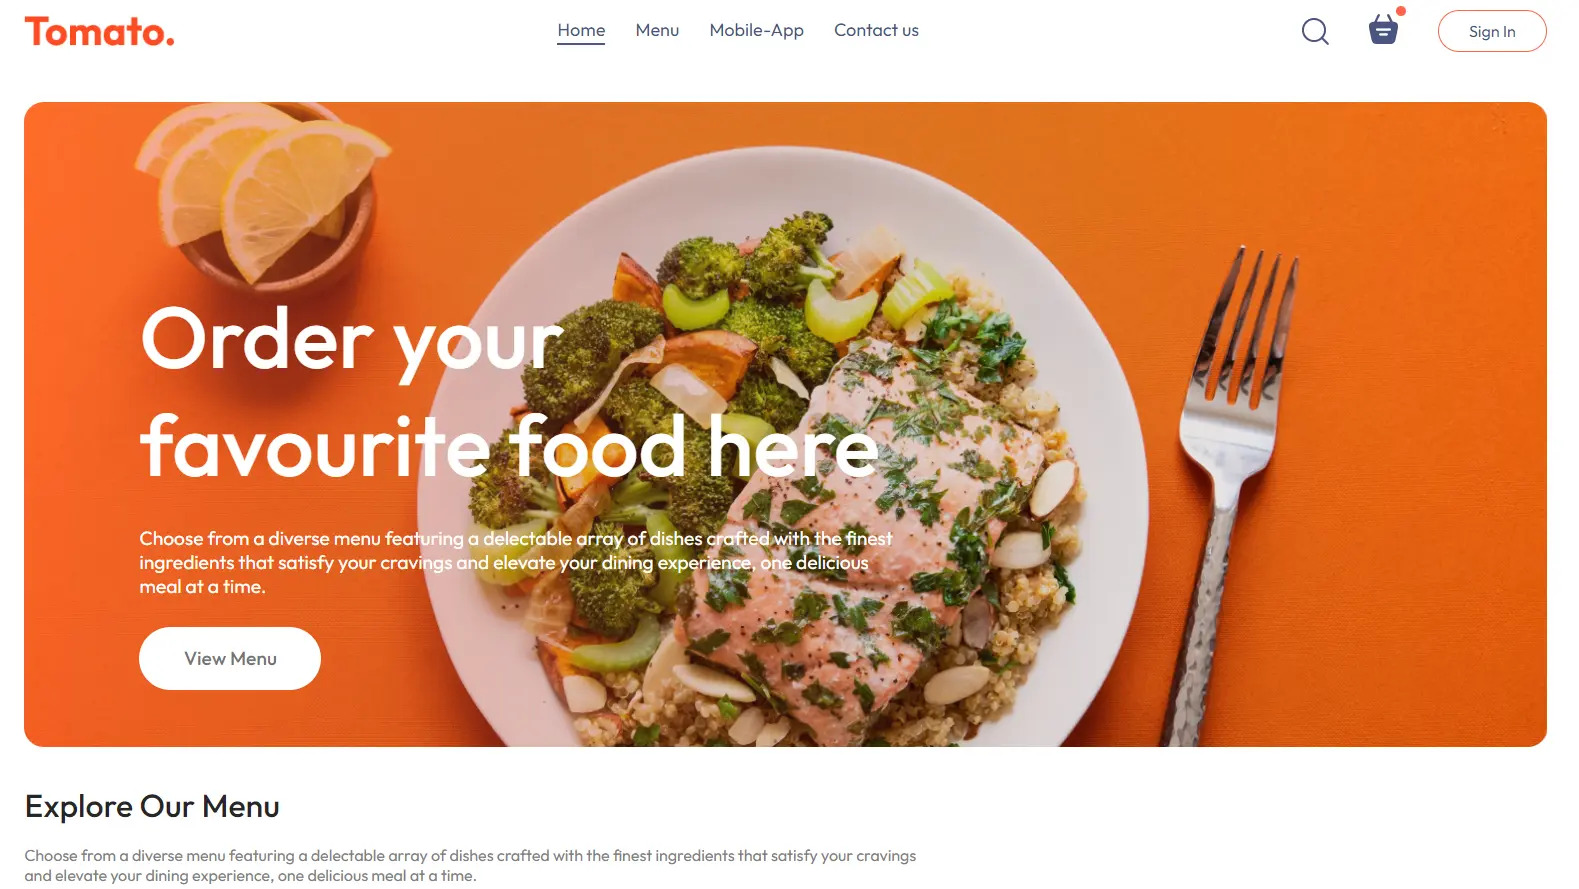 Tomato.
Home
Menu
Mobile-App
Contact us
Sign In
Order your
favourite food here
Choose from a diverse menu featuring a delectable array of dishes crafted with the finest
ingredients that satisfy your cravings and elevate your dining experience, one delicious
meal at a time.
View Menu
Explore Our Menu
Choose from a diverse menu featuring a delectable array of dishes crafted with the finest ingredients that satisfy your cravings
and elevate your dining experience, one delicious meal at a time.